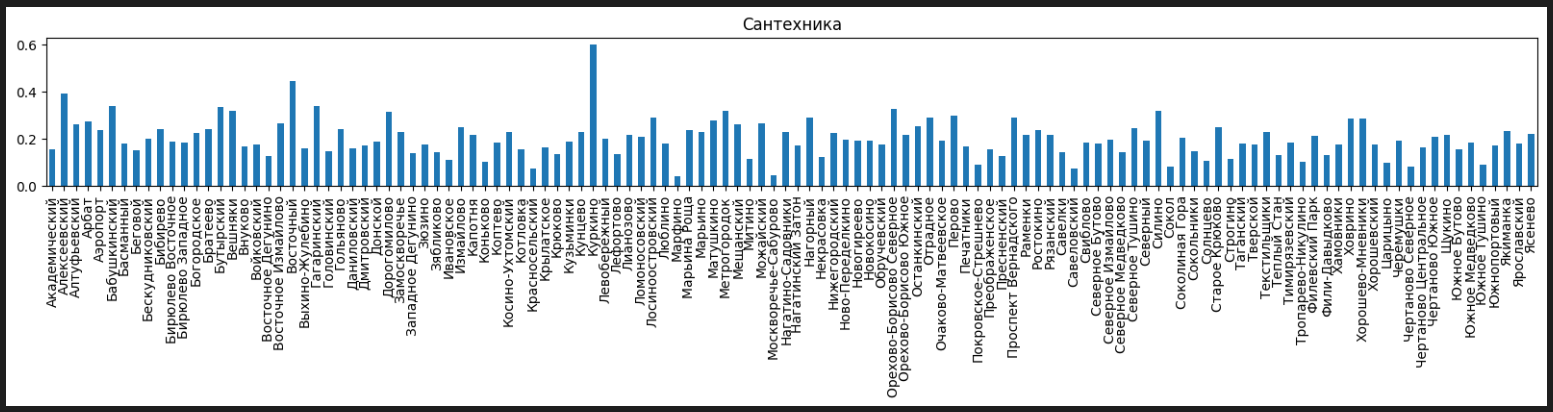 Сантехника
0.6
0.4
0.2
0.0
Академический
Алексеевский
Алтуфьевский
Арбат
Аэропорт
Бабушкинский
Басманный
Беговой
Бескудниковский
Бибирево
Бирюлево Восточное
Бирюлево Западное
Богородское
Братеево
Бутырский
Вешняки
Внуково
Войковский
Восточное Дегунино
Восточное Измайлово
Восточный
Выхино-Жулебино
Гагаринский
Головинский
Гольяново
Даниловский
Дмитровский
Донской
Дорогомилово
Замоскворечье
Западное Дегунино
Зюзино
Зябликово
Ивановское
Измайлово
Капотня
Коньково
Коптево
Косино-Ухтомский
Котловка
Красносельский
Крылатское
Крюково
Кузьминки
Кунцево
Куркино
Левобережный
Лефортово
Лианозово
Ломоносовский
Лосиноостровский
Люблино
Марфино
Марьина Роща
Марьино
Матушкино
Метрогородок
Мещанский
Митино
Можайский
Москворечье-Сабурово
Нагатино-Садовники
Нагатинский Затон
Нагорный
Некрасовка
Нижегородский
Ново-Переделкино
Новогиреево
Новокосино
Обручевский
Орехово-Борисово Северное
Орехово-Борисово Южное
Останкинский
Отрадное
Очаково-Матвеевское
Перово
Печатники
Покровское-Стрешнево
Преображенское
Пресненский
Проспект Вернадского
Раменки
Ростокино
Рязанский
Савелки
Савеловский
Свиблово
Северное Бутово
Северное Измайлово
Северное Медведково
Северное Тушино
Северный
Силино
Сокол
Соколиная Гора
Сокольники
Солнцево
Старое Крюково
Строгино
Таганский
Тверской
Текстильщики
Теплый Стан
Тимирязевский
Тропарево-Никулино
Филевский Парк
Фили-Давыдково
Хамовники
Ховрино
Хорошево-Мневники
Хорошевский
Царицыно
Черемушки
Чертаново Северное
Чертаново Центральное
Чертаново Южное
Щукино
Южное Бутово
Южное Медведково
Южное Тушино
Южнопортовый
Якиманка
Ярославский
Ясенево